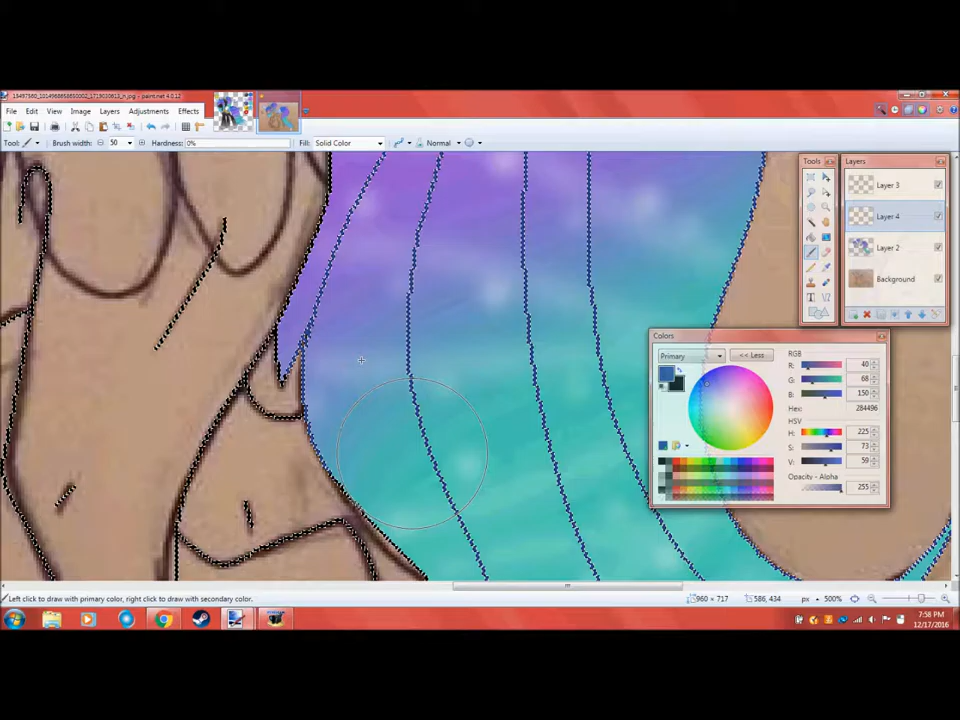 File Edit View Image Layers Adjustments Effects
Tool: Brush width: 50 Hardness: 0% Fill: Solid Color Normal
Tools
Layers
Layer 3
Layer 4
Layer 2
Background
Colors
Primary << Less RGB
R: 40
G: 68
B: 150
Hex: 284496
HSV
H: 225
S: 73
V: 59
Opacity - Alpha
255
Left click to draw with primary color, right click to draw with secondary color. 960 × 717 586, 434 px 500%
7:58 PM
12/17/2016